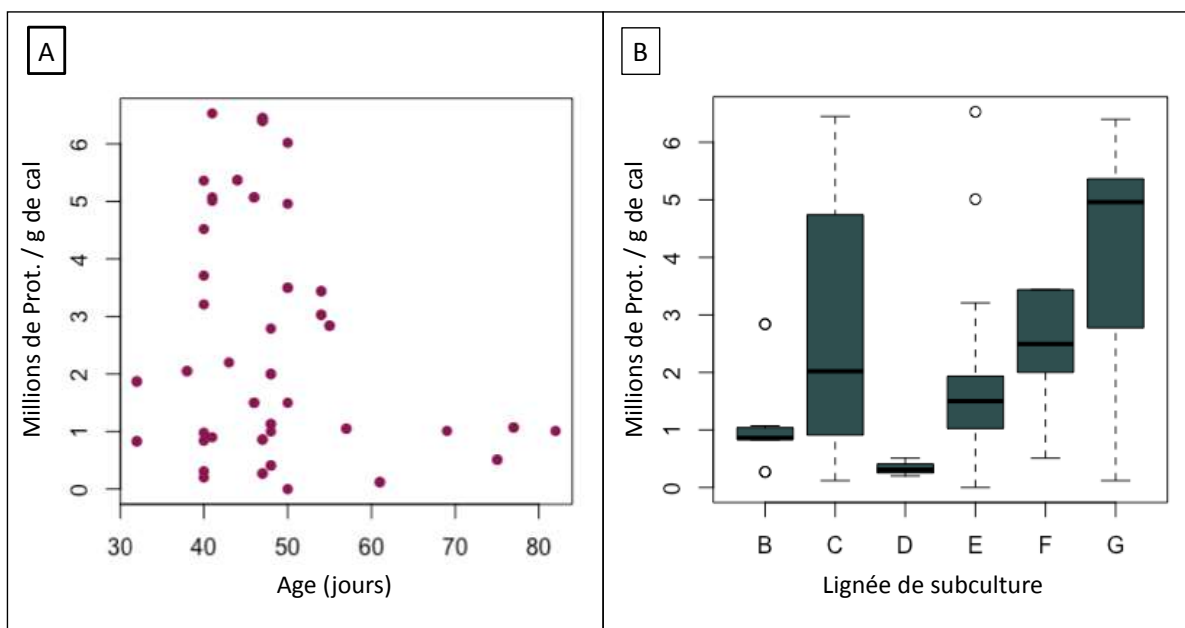 A
Millions de Prot. / g de cal
0 1 2 3 4 5 6
30 40 50 60 70 80
Age (jours)
B
Millions de Prot. / g de cal
0 1 2 3 4 5 6
B C D E F G
Lignée de subculture